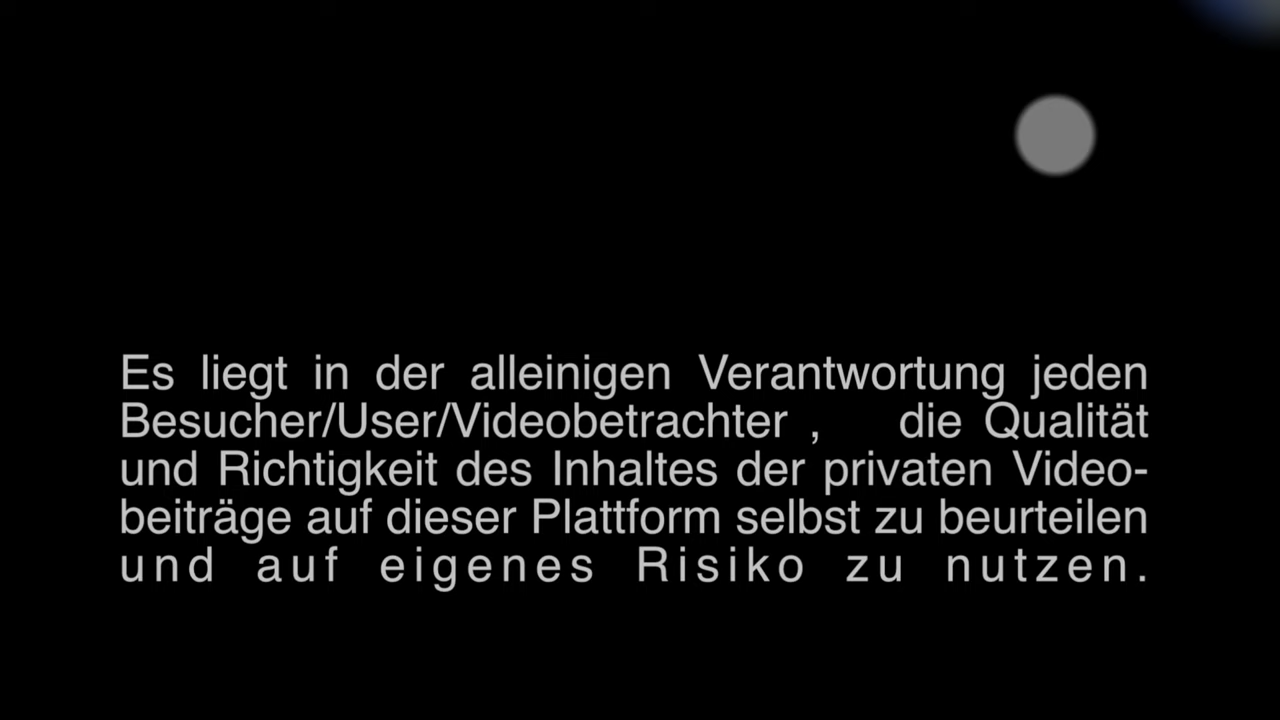 Es liegt in der alleinigen Verantwortung jeden
Besucher/User/Videobetrachter , die Qualität
und Richtigkeit des Inhaltes der privaten Video-
beiträge auf dieser Plattform selbst zu beurteilen
und auf eigenes Risiko zu nutzen.